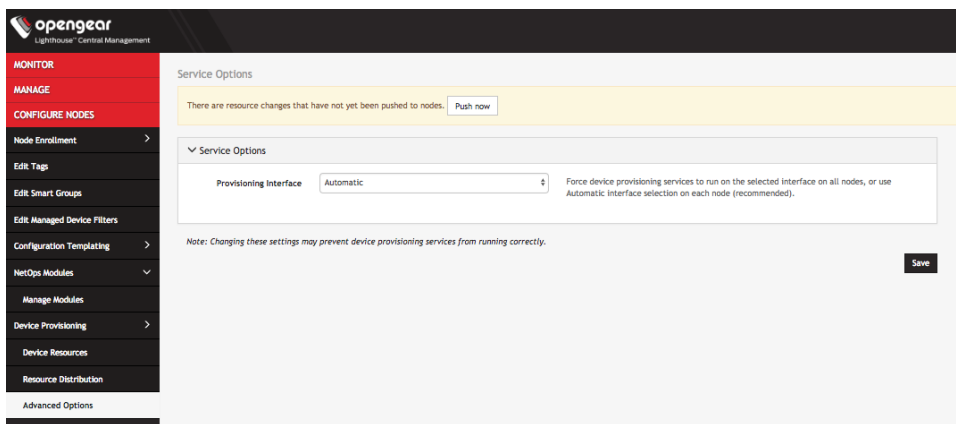 opengear
Lighthouse™ Central Management
MONITOR
MANAGE
CONFIGURE NODES
Node Enrollment
Edit Tags
Edit Smart Groups
Edit Managed Device Filters
Configuration Templating
NetOps Modules
Manage Modules
Device Provisioning
Device Resources
Resource Distribution
Advanced Options
Service Options
There are resource changes that have not yet been pushed to nodes. Push now
Service Options
Provisioning Interface Automatic
Force device provisioning services to run on the selected interface on all nodes, or use
Automatic interface selection on each node (recommended).
Note: Changing these settings may prevent device provisioning services from running correctly.
Save